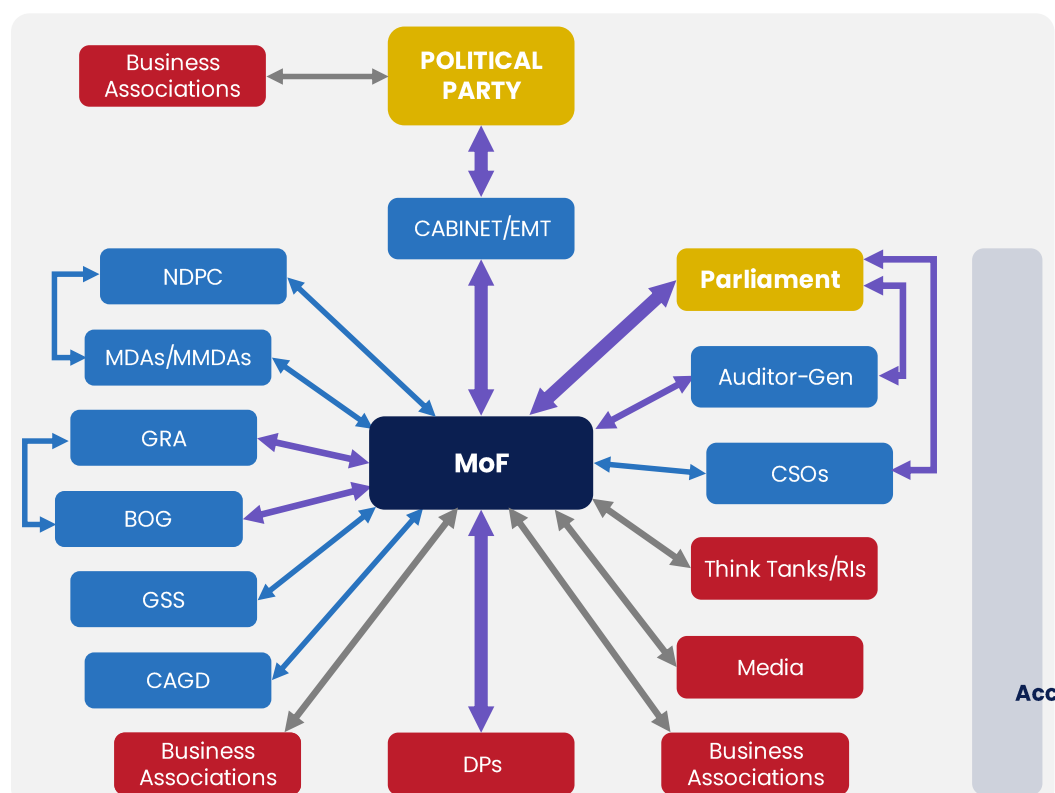 Business
Associations
POLITICAL
PARTY
CABINET/EMT
NDPC
Parliament
MDAs/MMDAs
Auditor-Gen
GRA
MoF
CSOs
BOG
Think Tanks/RIs
GSS
Media
CAGD
Acc
Business
Associations
DPs
Business
Associations